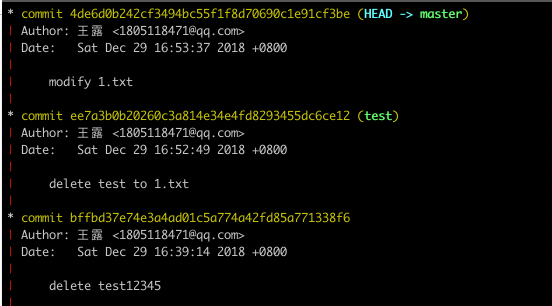 * commit 4de6d0b242cf3494bc55f1f8d70690c1e91cf3be (HEAD -> master)
| Author: 王露 <1805118471@qq.com>
| Date:   Sat Dec 29 16:53:37 2018 +0800
|
|     modify 1.txt
|
* commit ee7a3b0b20260c3a814e34e4fd8293455dc6ce12 (test)
| Author: 王露 <1805118471@qq.com>
| Date:   Sat Dec 29 16:52:49 2018 +0800
|
|     delete test to 1.txt
|
* commit bffbd37e74e3a4ad01c5a774a42fd85a771338f6
| Author: 王露 <1805118471@qq.com>
| Date:   Sat Dec 29 16:39:14 2018 +0800
|
|     delete test12345
|